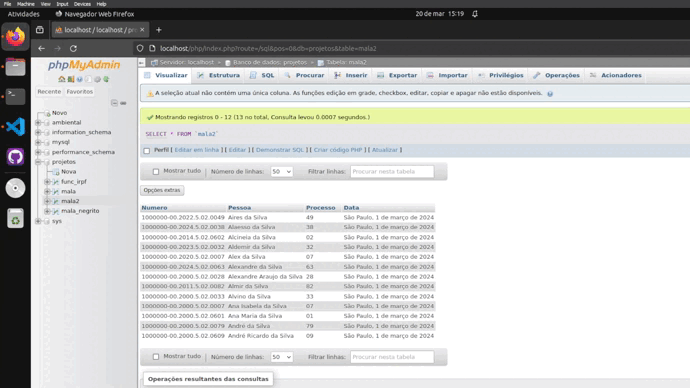 File Machine View Input Devices Help
Atividades Navegador Web Firefox 20 de mar 15:19
localhost / localhost / pro
localhost/php/index.php?route=/sql&pos=0&db=projetos&table=mala2
phpMyAdmin
Recente Favoritos
Novo
ambiental
information_schema
mysql
performance_schema
projetos
Nova
func_irpf
mala
mala2
mala_negrito
sys
Servidor: localhost » Banco de dados: projetos » Tabela: mala2
Visualizar Estrutura SQL Procurar Inserir Exportar Importar Privilégios Operações Acionadores
A seleção atual não contém uma única coluna. As funções edição em grade, checkbox, editar, copiar e apagar não estão disponíveis.
Mostrando registros 0 - 12 (13 no total, Consulta levou 0.0007 segundos.)
SELECT * FROM `mala2`
Perfil [ Editar em linha ] [ Editar ] [ Demonstrar SQL ] [ Criar código PHP ] [ Atualizar ]
Mostrar tudo Número de linhas: 50 Filtrar linhas: Procurar nesta tabela
Opções extras
Numero Pessoa Processo Data
1000000-00.2022.5.02.0049 Aires da Silva 49 São Paulo, 1 de março de 2024
1000000-00.2024.5.02.0038 Alaesso da Silva 38 São Paulo, 1 de março de 2024
1000000-00.2014.5.02.0602 Alcineia da Silva 02 São Paulo, 1 de março de 2024
1000000-00.2023.5.02.0032 Aldemir da Silva 32 São Paulo, 1 de março de 2024
1000000-00.2020.5.02.0007 Alex da Silva 07 São Paulo, 1 de março de 2024
1000000-00.2024.5.02.0063 Alexandre da Silva 63 São Paulo, 1 de março de 2024
1000000-00.2000.5.02.0028 Alexandre Araujo da Silva 28 São Paulo, 1 de março de 2024
1000000-00.2011.5.02.0082 Almir da Silva 82 São Paulo, 1 de março de 2024
1000000-00.2000.5.02.0033 Alvino da Silva 33 São Paulo, 1 de março de 2024
1000000-00.2000.5.02.0007 Ana Isabela da Silva 07 São Paulo, 1 de março de 2024
1000000-00.2000.5.02.0601 Ana Maria da Silva 01 São Paulo, 1 de março de 2024
1000000-00.2000.5.02.0079 André da Silva 79 São Paulo, 1 de março de 2024
1000000-00.2000.5.02.0609 André Ricardo da Silva 09 São Paulo, 1 de março de 2024
Mostrar tudo Número de linhas: 50 Filtrar linhas: Procurar nesta tabela
Operações resultantes das consultas